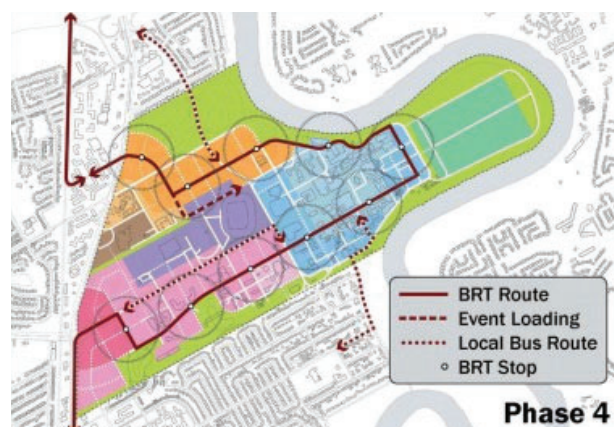 BRT Route
Event Loading
Local Bus Route
BRT Stop
Phase 4